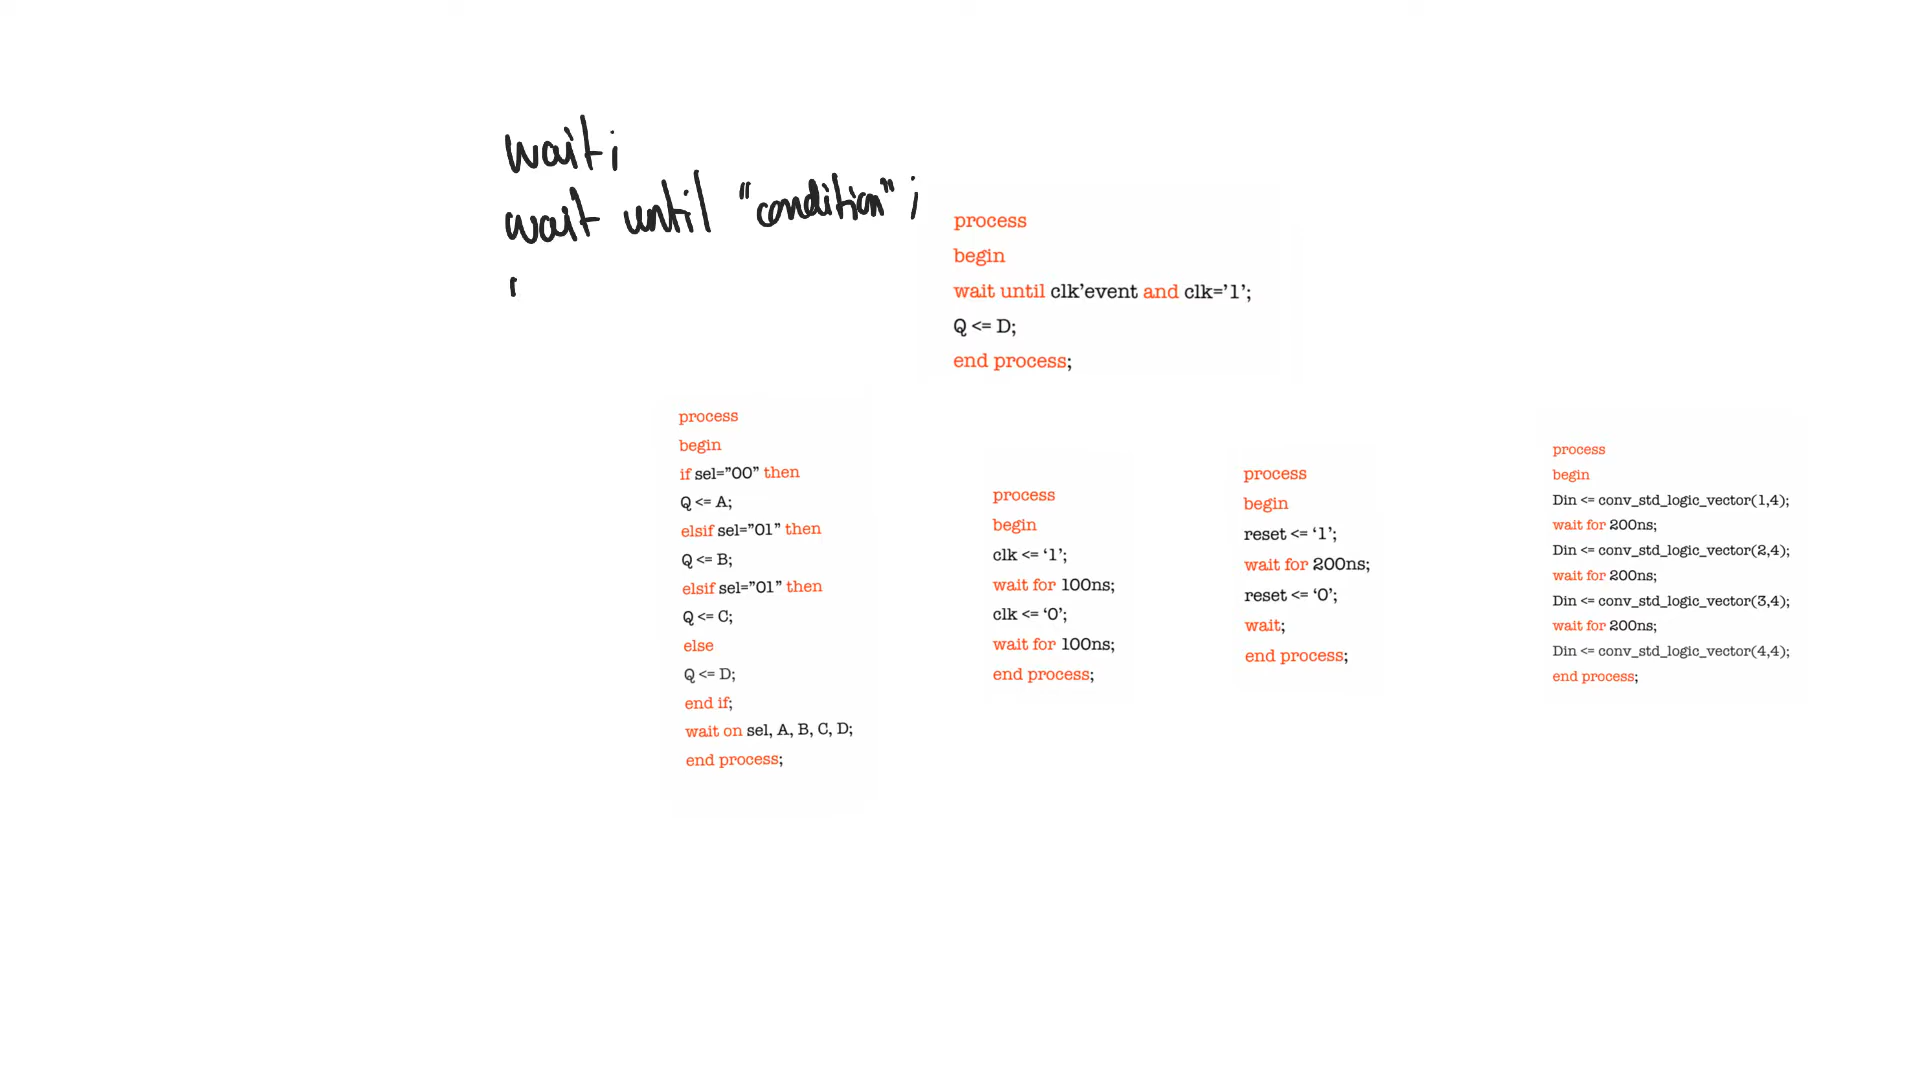 wait;
wait until "condition";
process
begin
wait until clk’event and clk=’1’;
Q <= D;
end process;
process
begin
if sel=”00” then
Q <= A;
elsif sel=”01” then
Q <= B;
elsif sel=”01” then
Q <= C;
else
Q <= D;
end if;
wait on sel, A, B, C, D;
end process;
process
begin
clk <= ‘1’;
wait for 100ns;
clk <= ‘0’;
wait for 100ns;
end process;
process
begin
reset <= ‘1’;
wait for 200ns;
reset <= ‘0’;
wait;
end process;
process
begin
Din <= conv_std_logic_vector(1,4);
wait for 200ns;
Din <= conv_std_logic_vector(2,4);
wait for 200ns;
Din <= conv_std_logic_vector(3,4);
wait for 200ns;
Din <= conv_std_logic_vector(4,4);
end process;